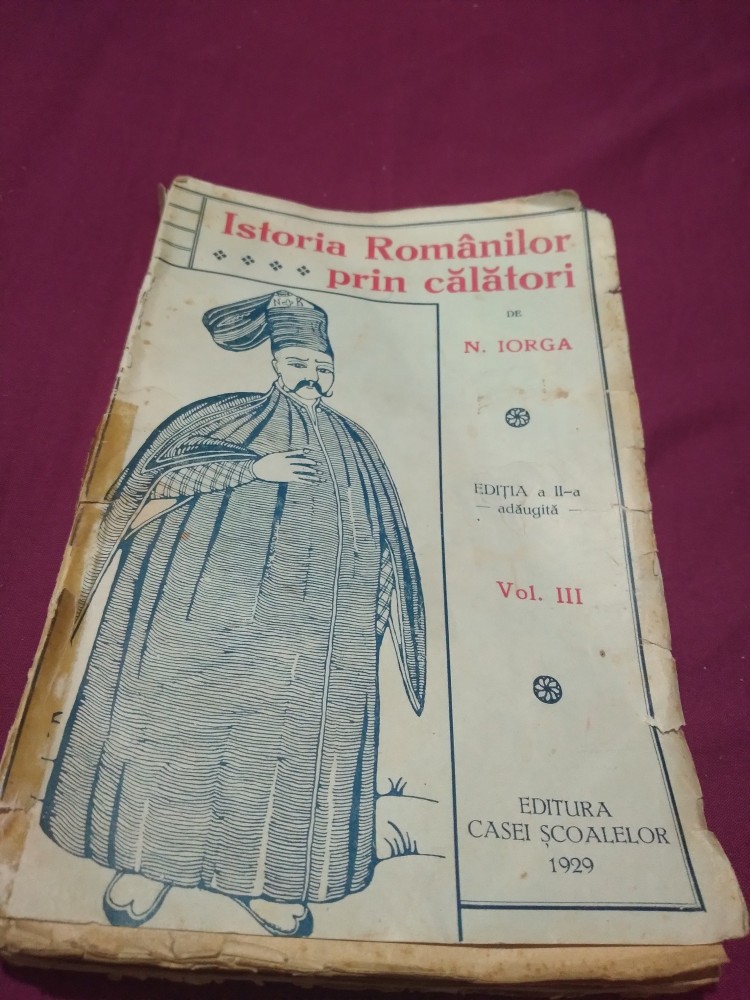 Istoria Românilor
prin călători
DE
N. IORGA
EDIȚIA a II-a
— adăugită —
Vol. III
EDITURA
CASEI ȘCOALELOR
1929